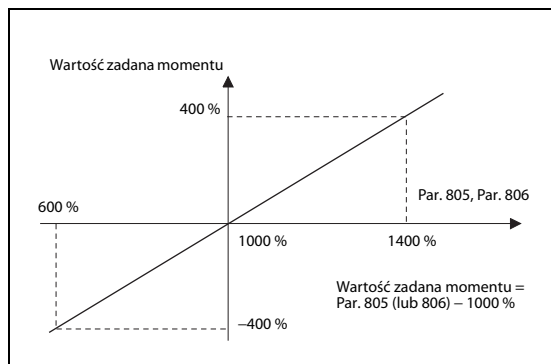 Wartość zadana momentu
400 %
600 %
Par. 805, Par. 806
1000 %
1400 %
Wartość zadana momentu =
Par. 805 (lub 806) – 1000 %
–400 %